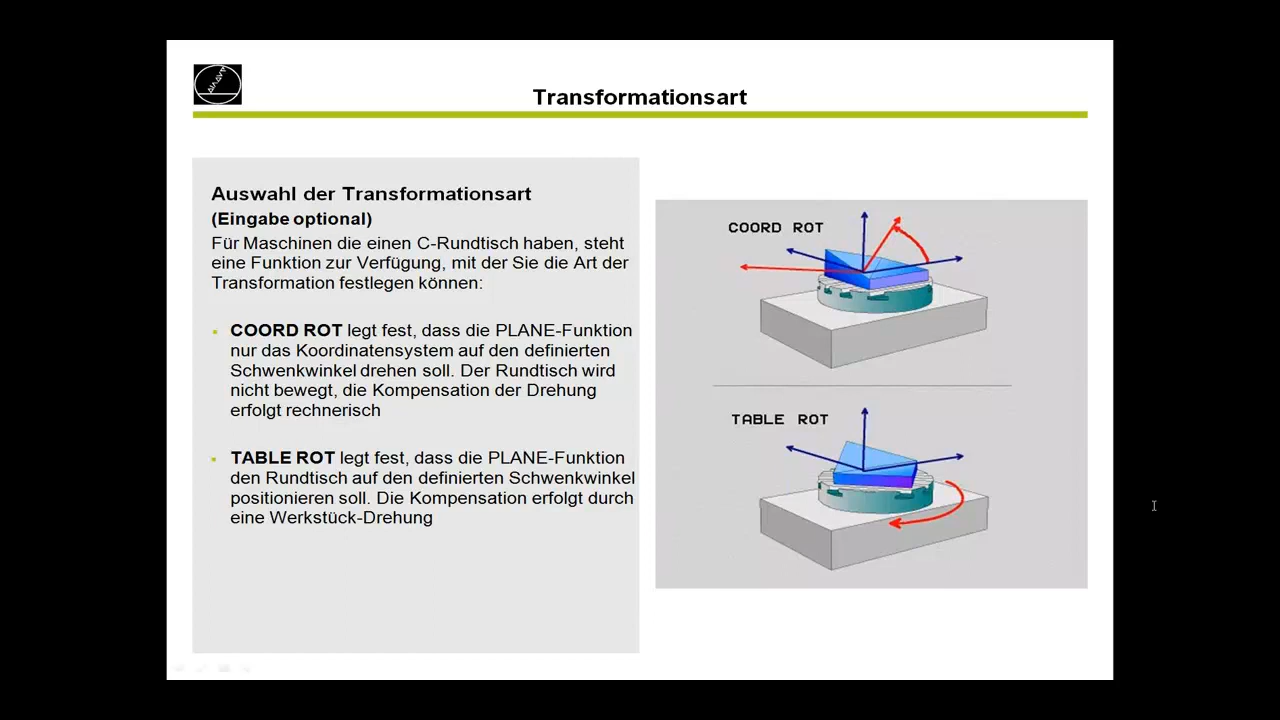 Transformationsart
Auswahl der Transformationsart
(Eingabe optional)
Für Maschinen die einen C-Rundtisch haben, steht
eine Funktion zur Verfügung, mit der Sie die Art der
Transformation festlegen können:
COORD ROT legt fest, dass die PLANE-Funktion
nur das Koordinatensystem auf den definierten
Schwenkwinkel drehen soll. Der Rundtisch wird
nicht bewegt, die Kompensation der Drehung
erfolgt rechnerisch
TABLE ROT legt fest, dass die PLANE-Funktion
den Rundtisch auf den definierten Schwenkwinkel
positionieren soll. Die Kompensation erfolgt durch
eine Werkstück-Drehung
COORD ROT
TABLE ROT